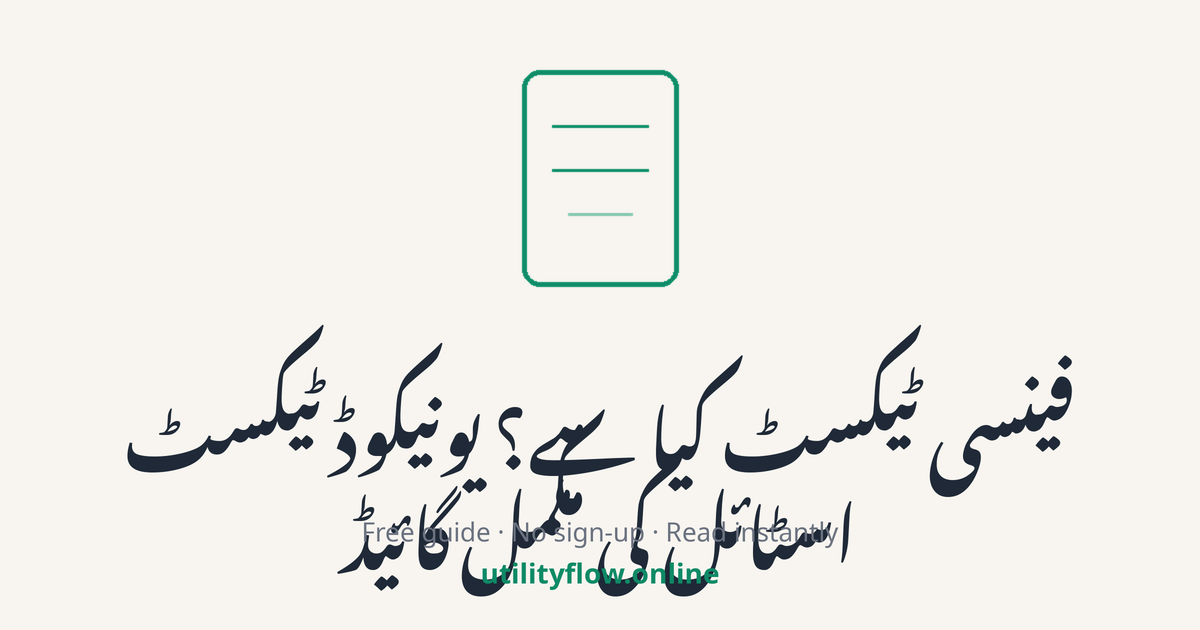 فینسی ٹیکسٹ کیا ہے؟ یونیکوڈ ٹیکسٹ
اسٹائل کی مکمل گائیڈ
Free guide · No sign-up · Read instantly
utilityflow.online